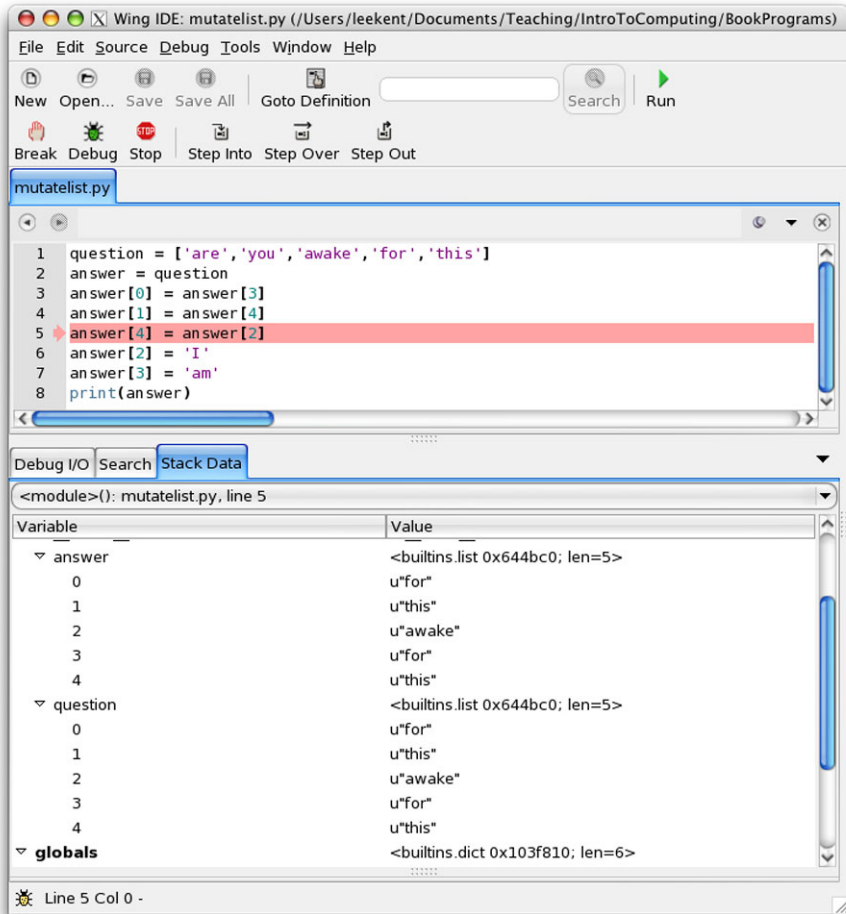 Wing IDE: mutatelist.py (/Users/leekent/Documents/Teaching/IntroToComputing/BookPrograms)
File Edit Source Debug Tools Window Help
New Open... Save Save All Goto Definition Search Run
STOP
Break Debug Stop Step Into Step Over Step Out
mutatelist.py
1 question = ['are','you','awake','for','this']
2 answer = question
3 answer[0] = answer[3]
4 answer[1] = answer[4]
5 answer[4] = answer[2]
6 answer[2] = 'I'
7 answer[3] = 'am'
8 print(answer)
Debug I/O Search Stack Data
<module>(): mutatelist.py, line 5
Variable Value
answer <builtins.list 0x644bc0; len=5>
0 u"for"
1 u"this"
2 u"awake"
3 u"for"
4 u"this"
question <builtins.list 0x644bc0; len=5>
0 u"for"
1 u"this"
2 u"awake"
3 u"for"
4 u"this"
globals <builtins.dict 0x103f810; len=6>
Line 5 Col 0 -